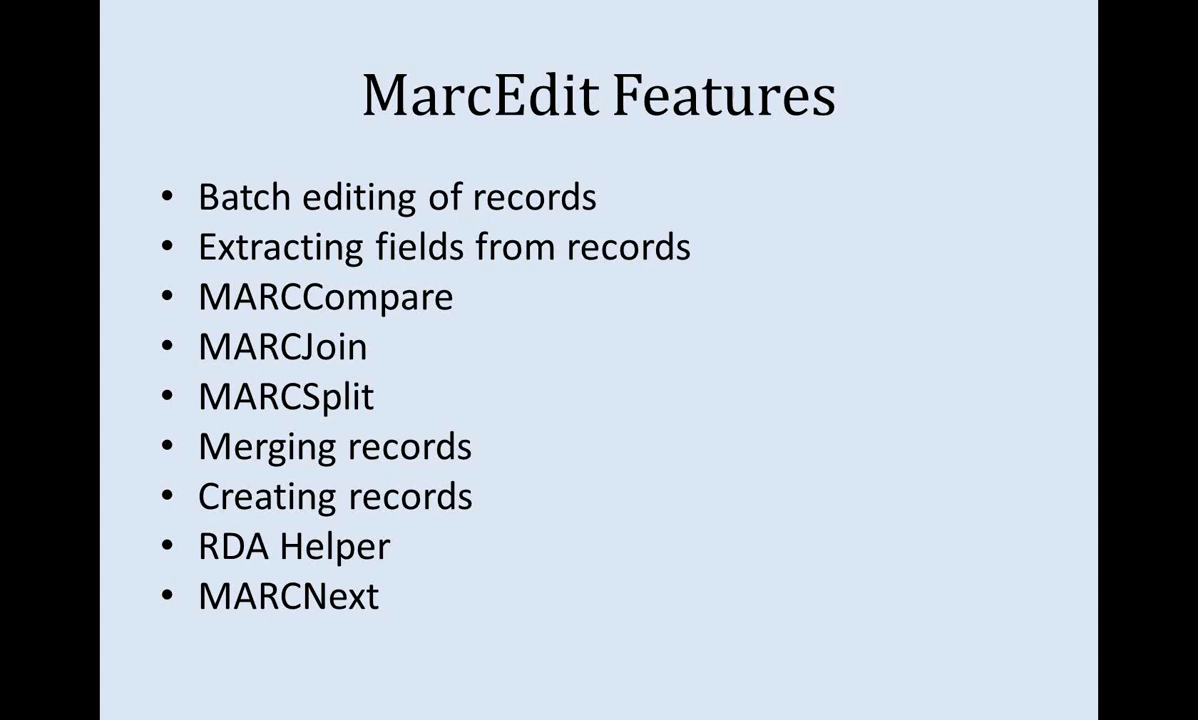 MarcEdit Features
• Batch editing of records
• Extracting fields from records
• MARCCompare
• MARCJoin
• MARCSplit
• Merging records
• Creating records
• RDA Helper
• MARCNext